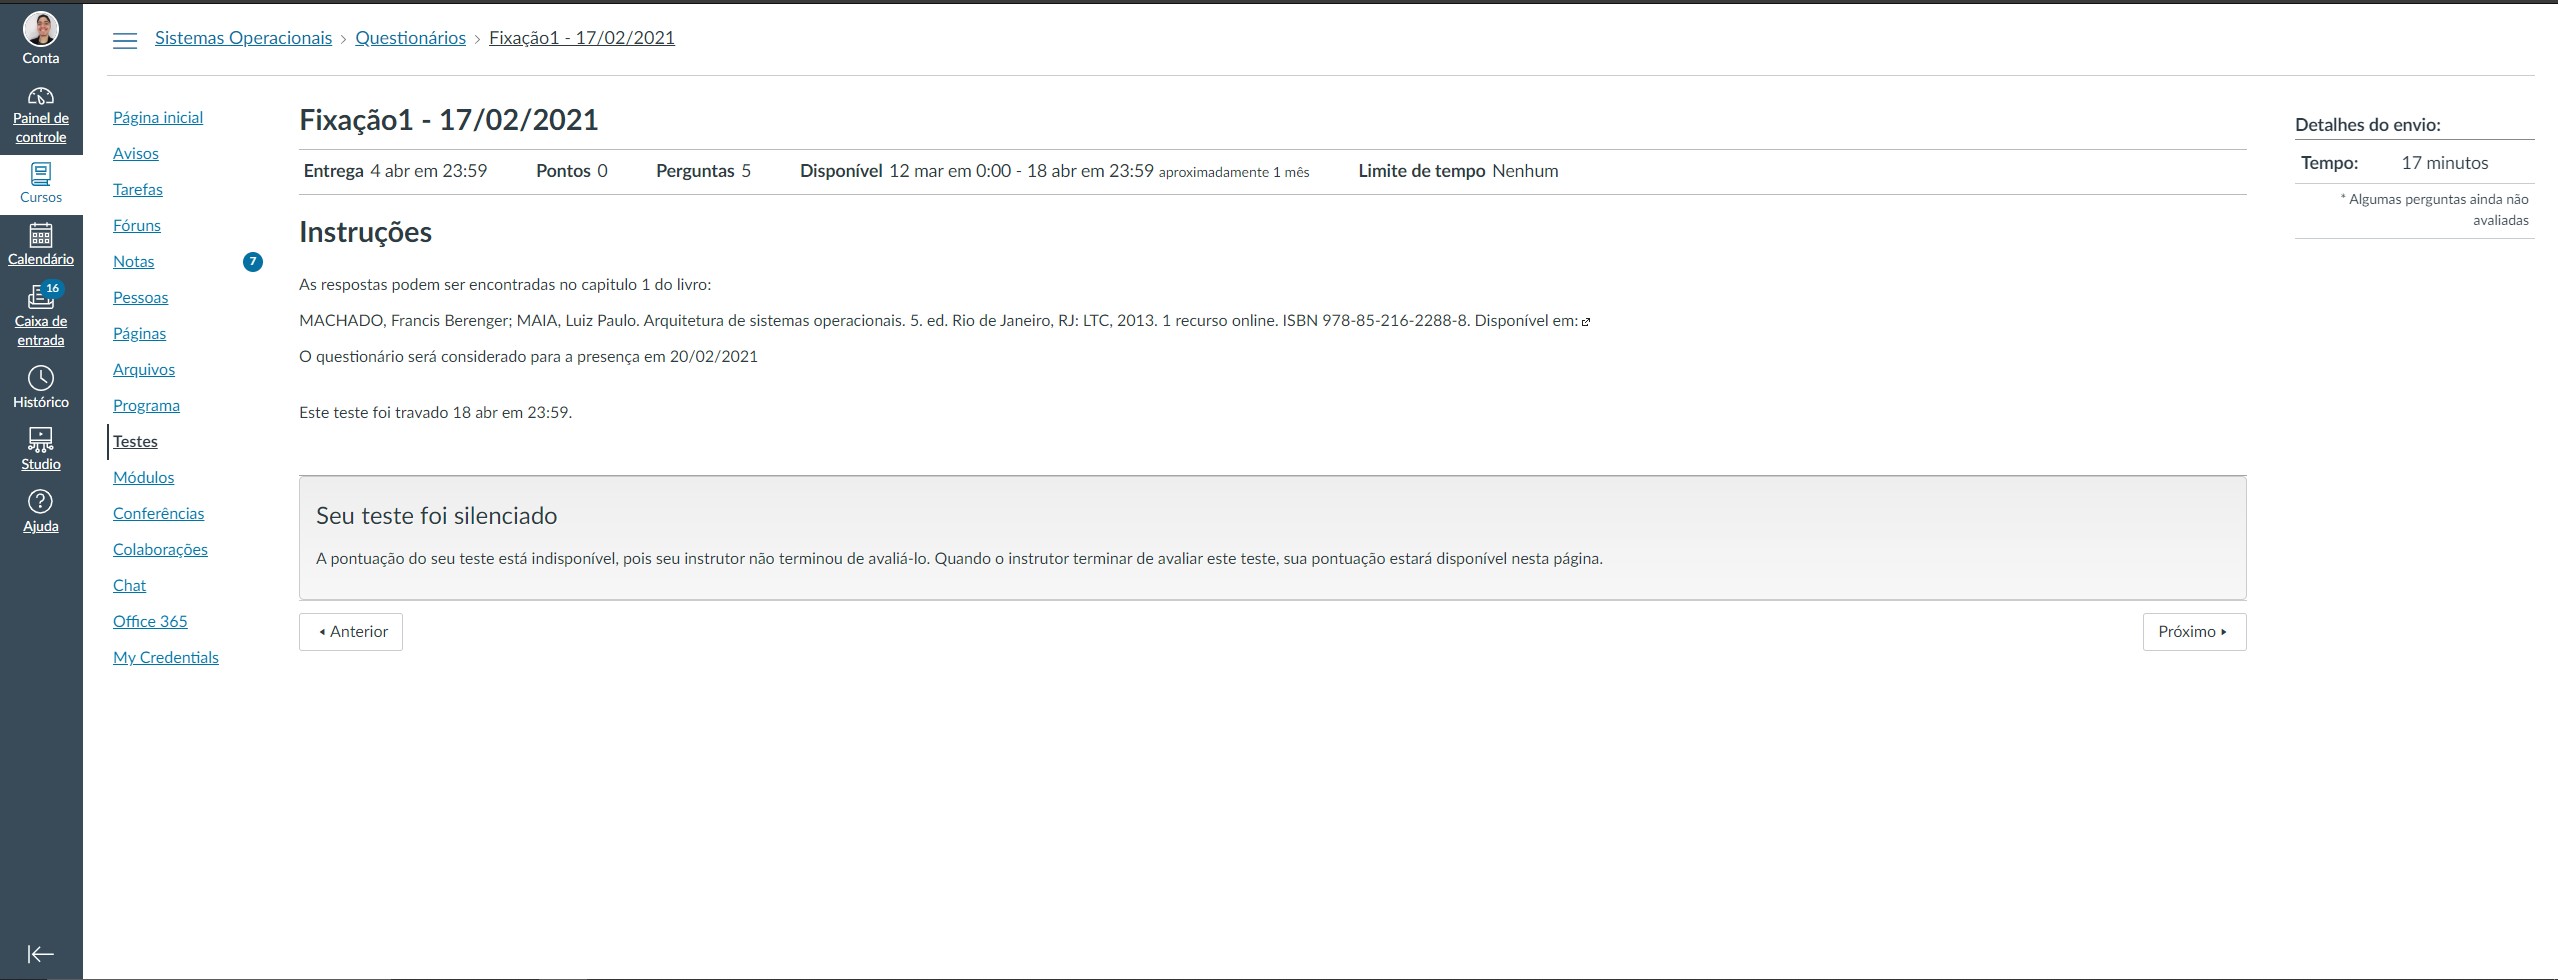 Conta
Painel de
controle
Cursos
Calendário
16
Caixa de
entrada
Histórico
Studio
Ajuda
Sistemas Operacionais › Questionários › Fixação1 - 17/02/2021
Página inicial
Avisos
Tarefas
Fóruns
Notas 7
Pessoas
Páginas
Arquivos
Programa
Testes
Módulos
Conferências
Colaborações
Chat
Office 365
My Credentials
Fixação1 - 17/02/2021
Entrega 4 abr em 23:59 Pontos 0 Perguntas 5 Disponível 12 mar em 0:00 - 18 abr em 23:59 aproximadamente 1 mês Limite de tempo Nenhum
Instruções
As respostas podem ser encontradas no capitulo 1 do livro:
MACHADO, Francis Berenger; MAIA, Luiz Paulo. Arquitetura de sistemas operacionais. 5. ed. Rio de Janeiro, RJ: LTC, 2013. 1 recurso online. ISBN 978-85-216-2288-8. Disponível em:
O questionário será considerado para a presença em 20/02/2021
Este teste foi travado 18 abr em 23:59.
Seu teste foi silenciado
A pontuação do seu teste está indisponível, pois seu instrutor não terminou de avaliá-lo. Quando o instrutor terminar de avaliar este teste, sua pontuação estará disponível nesta página.
Anterior
Próximo
Detalhes do envio:
Tempo: 17 minutos
* Algumas perguntas ainda não
avaliadas